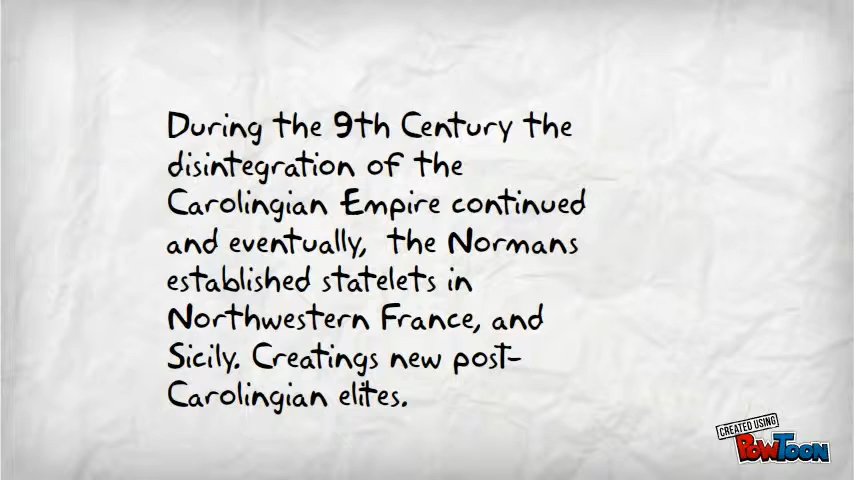 During the 9th Century the
disintegration of the
Carolingian Empire continued
and eventually, the Normans
established statelets in
Northwestern France, and
Sicily. Creatings new post-
Carolingian elites.
CREATED USING
POWTOON